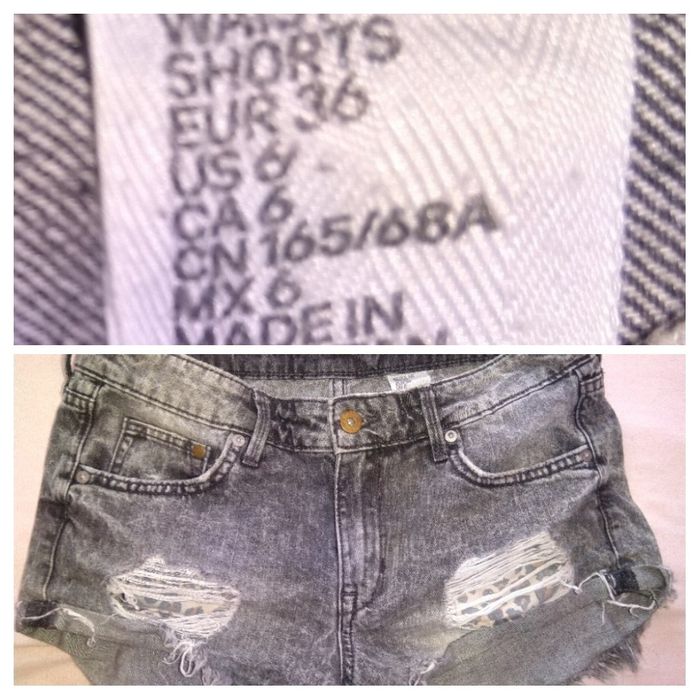 SHORTS
EUR 36
US 6
CA 6
CN 165/68A
MX 6
MADE IN